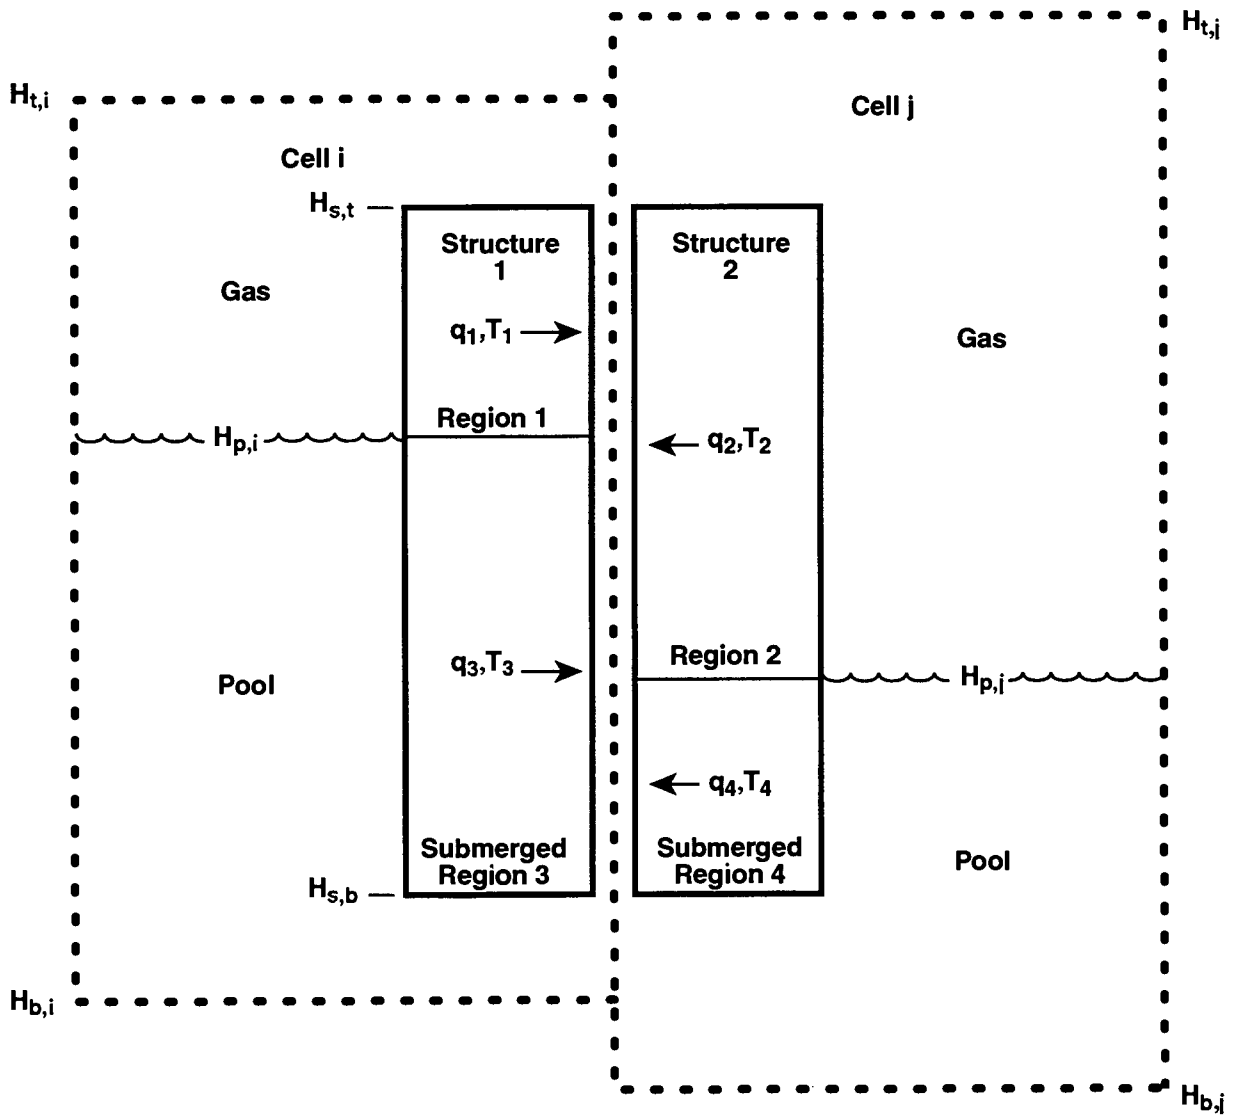 H_t,j
H_t,i
Cell j
Cell i
H_s,t
Structure
1
Structure
2
Gas
q_1,T_1
Gas
Region 1
H_p,i
q_2,T_2
q_3,T_3
Region 2
Pool
H_p,j
q_4,T_4
Submerged
Region 3
Submerged
Region 4
Pool
H_s,b
H_b,i
H_b,j